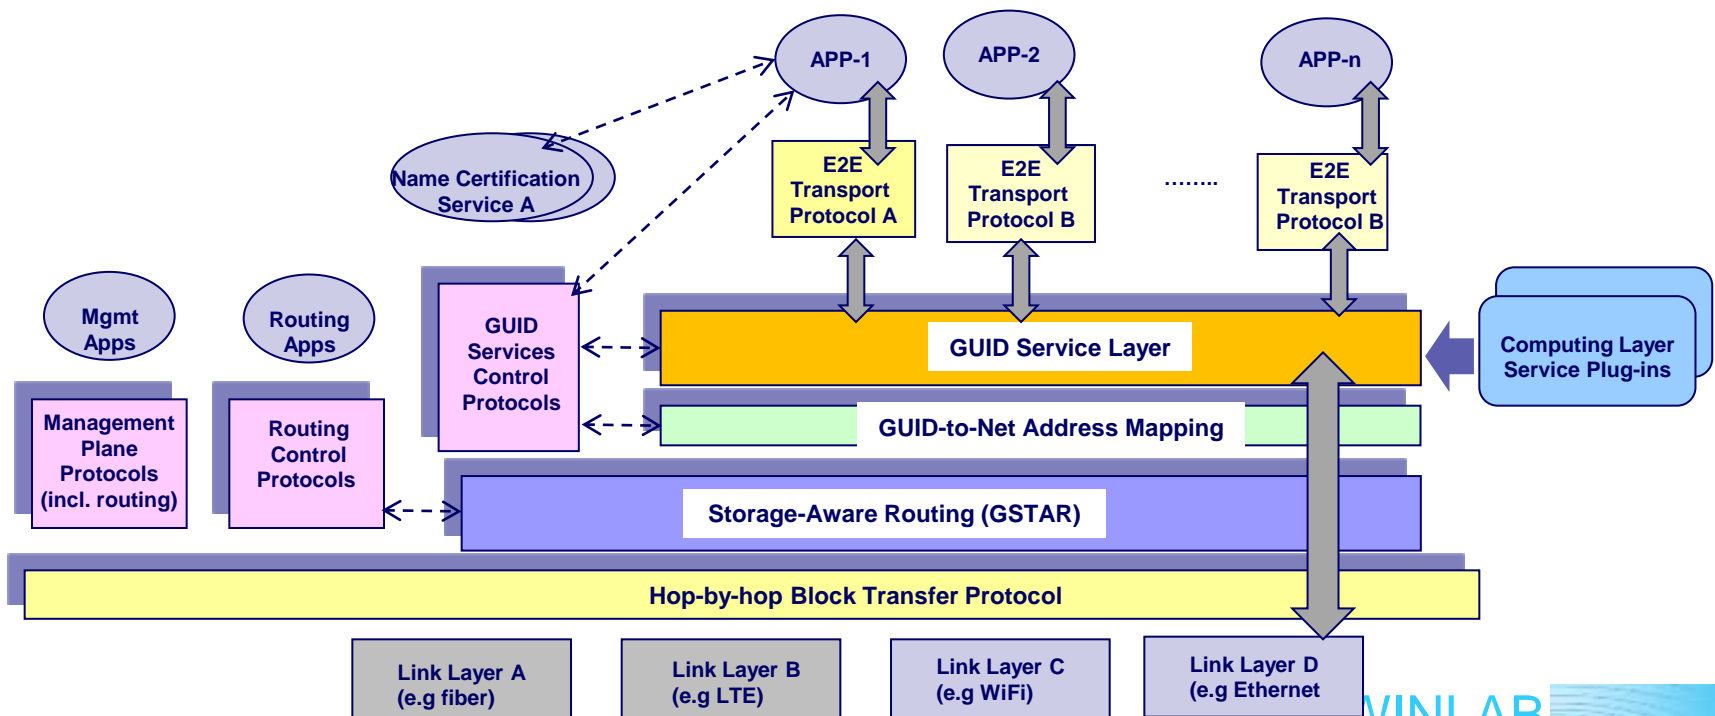 APP-1
APP-2
APP-n
Name Certification
Service A
E2E
Transport
Protocol A
E2E
Transport
Protocol B
........
E2E
Transport
Protocol B
Mgmt
Apps
Routing
Apps
GUID
Services
Control
Protocols
GUID Service Layer
Computing Layer
Service Plug-ins
Management
Plane
Protocols
(incl. routing)
Routing
Control
Protocols
GUID-to-Net Address Mapping
Storage-Aware Routing (GSTAR)
Hop-by-hop Block Transfer Protocol
Link Layer A
(e.g fiber)
Link Layer B
(e.g LTE)
Link Layer C
(e.g WiFi)
Link Layer D
(e.g Ethernet
WINLAB